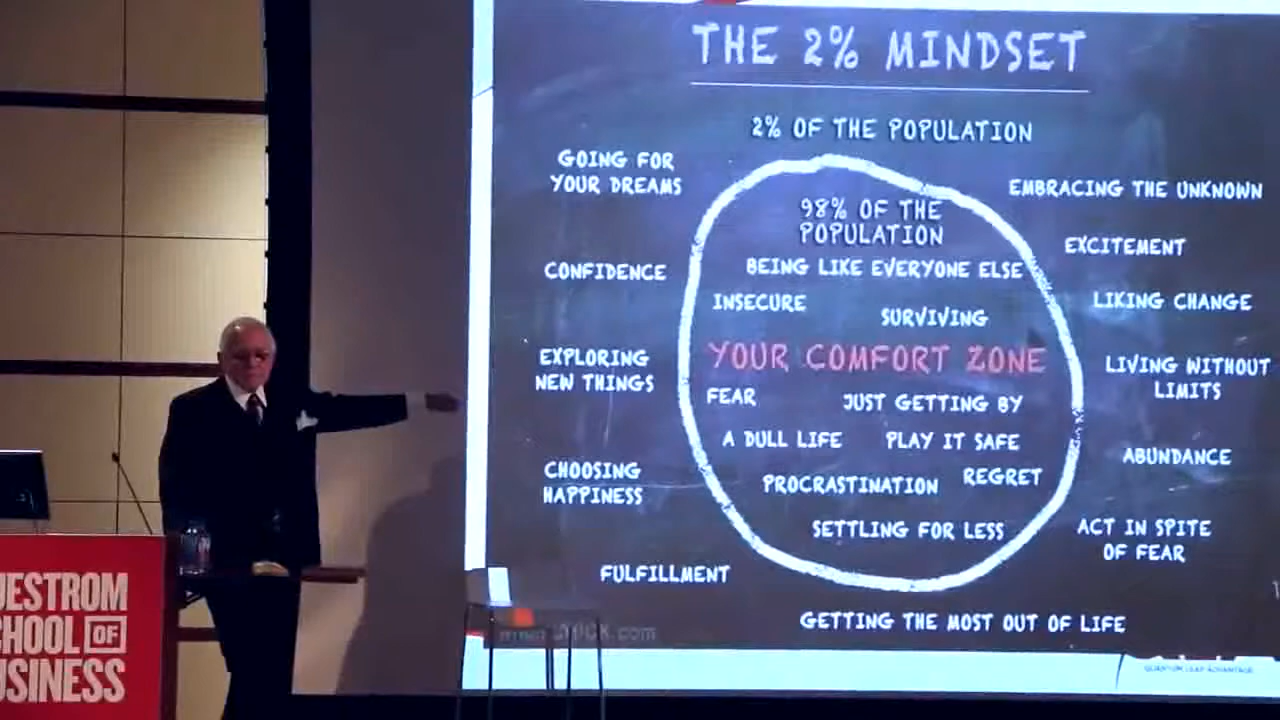 THE 2% MINDSET
2% OF THE POPULATION
GOING FOR
YOUR DREAMS
EMBRACING THE UNKNOWN
98% OF THE
POPULATION
EXCITEMENT
BEING LIKE EVERYONE ELSE
CONFIDENCE
INSECURE
LIKING CHANGE
SURVIVING
YOUR COMFORT ZONE
EXPLORING
NEW THINGS
LIVING WITHOUT
LIMITS
FEAR
JUST GETTING BY
A DULL LIFE
PLAY IT SAFE
ABUNDANCE
CHOOSING
HAPPINESS
REGRET
PROCRASTINATION
SETTLING FOR LESS
ACT IN SPITE
OF FEAR
FULFILLMENT
GETTING THE MOST OUT OF LIFE
QUANTUM LEAP ADVANTAGE
UESTROM
CHOOL OF
USINESS